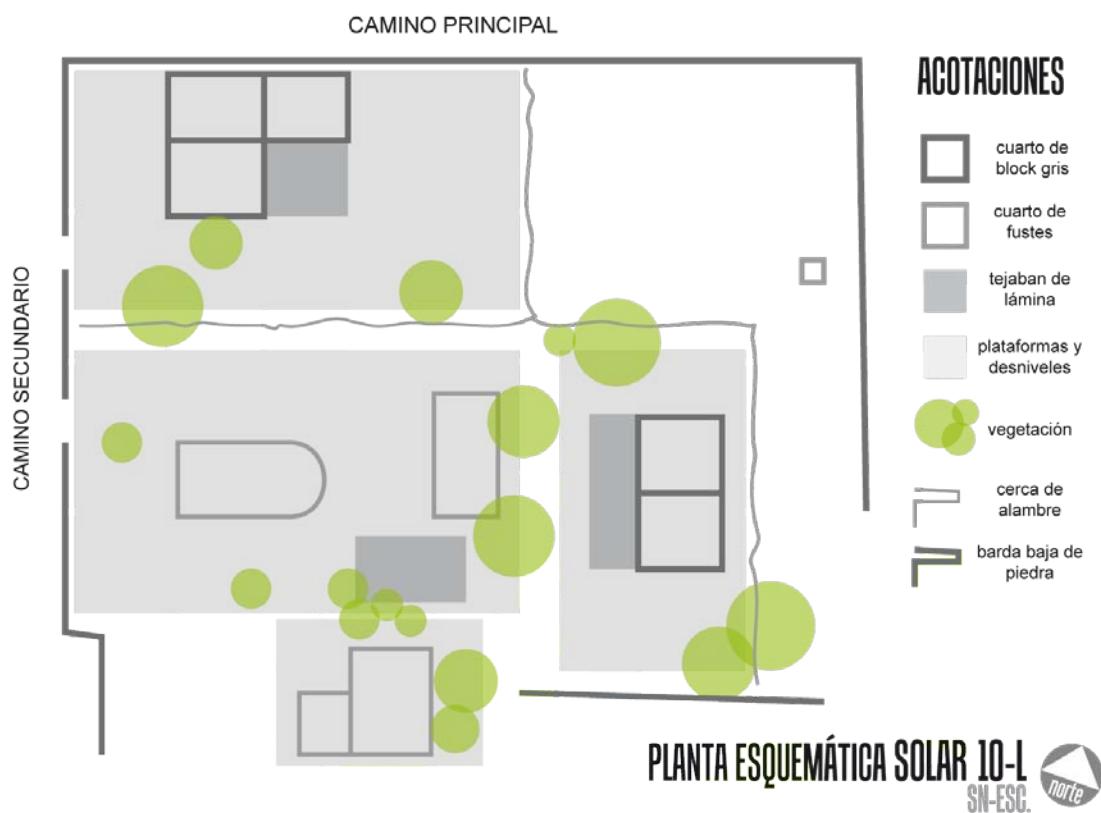 CAMINO PRINCIPAL
CAMINO SECUNDARIO
ACOTACIONES
cuarto de
block gris
cuarto de
fustes
tejaban de
lámina
plataformas y
desniveles
vegetación
cerca de
alambre
barda baja de
piedra
PLANTA ESQUEMÁTICA SOLAR 10-L
SN-ESC.
norte